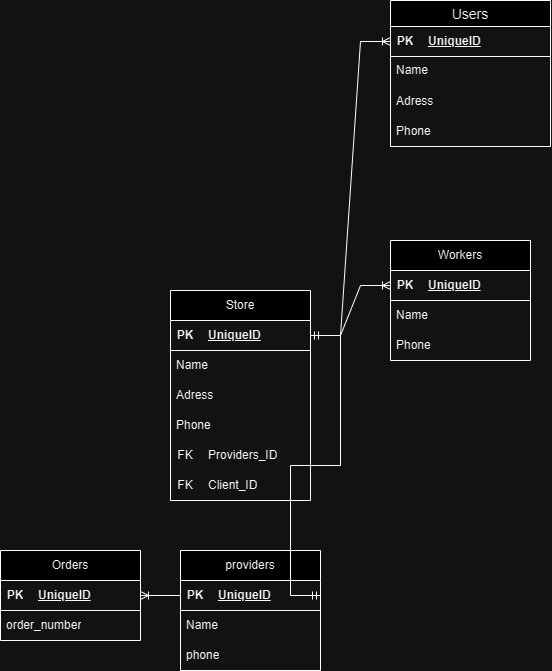 Users
PK UniqueID
Name
Adress
Phone
Workers
PK UniqueID
Name
Phone
Store
PK UniqueID
Name
Adress
Phone
FK Providers_ID
FK Client_ID
Orders
PK UniqueID
order_number
providers
PK UniqueID
Name
phone